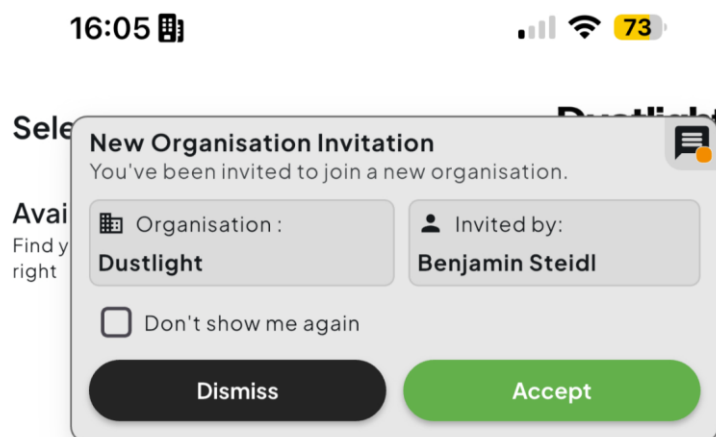 16:05
73
Sele
New Organisation Invitation
You've been invited to join a new organisation.
Avai
Find y
right
Organisation :
Dustlight
Invited by:
Benjamin Steidl
Don't show me again
Dismiss
Accept